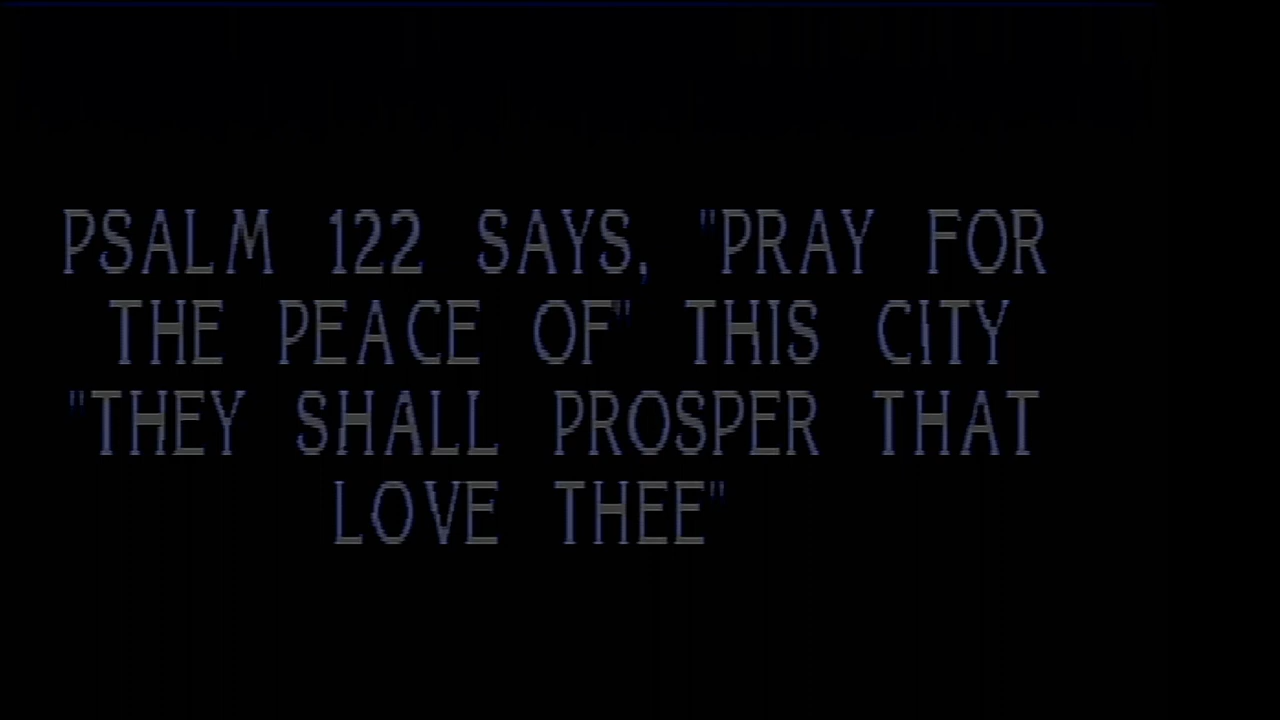 PSALM 122 SAYS, "PRAY FOR
THE PEACE OF" THIS CITY
"THEY SHALL PROSPER THAT
LOVE THEE"